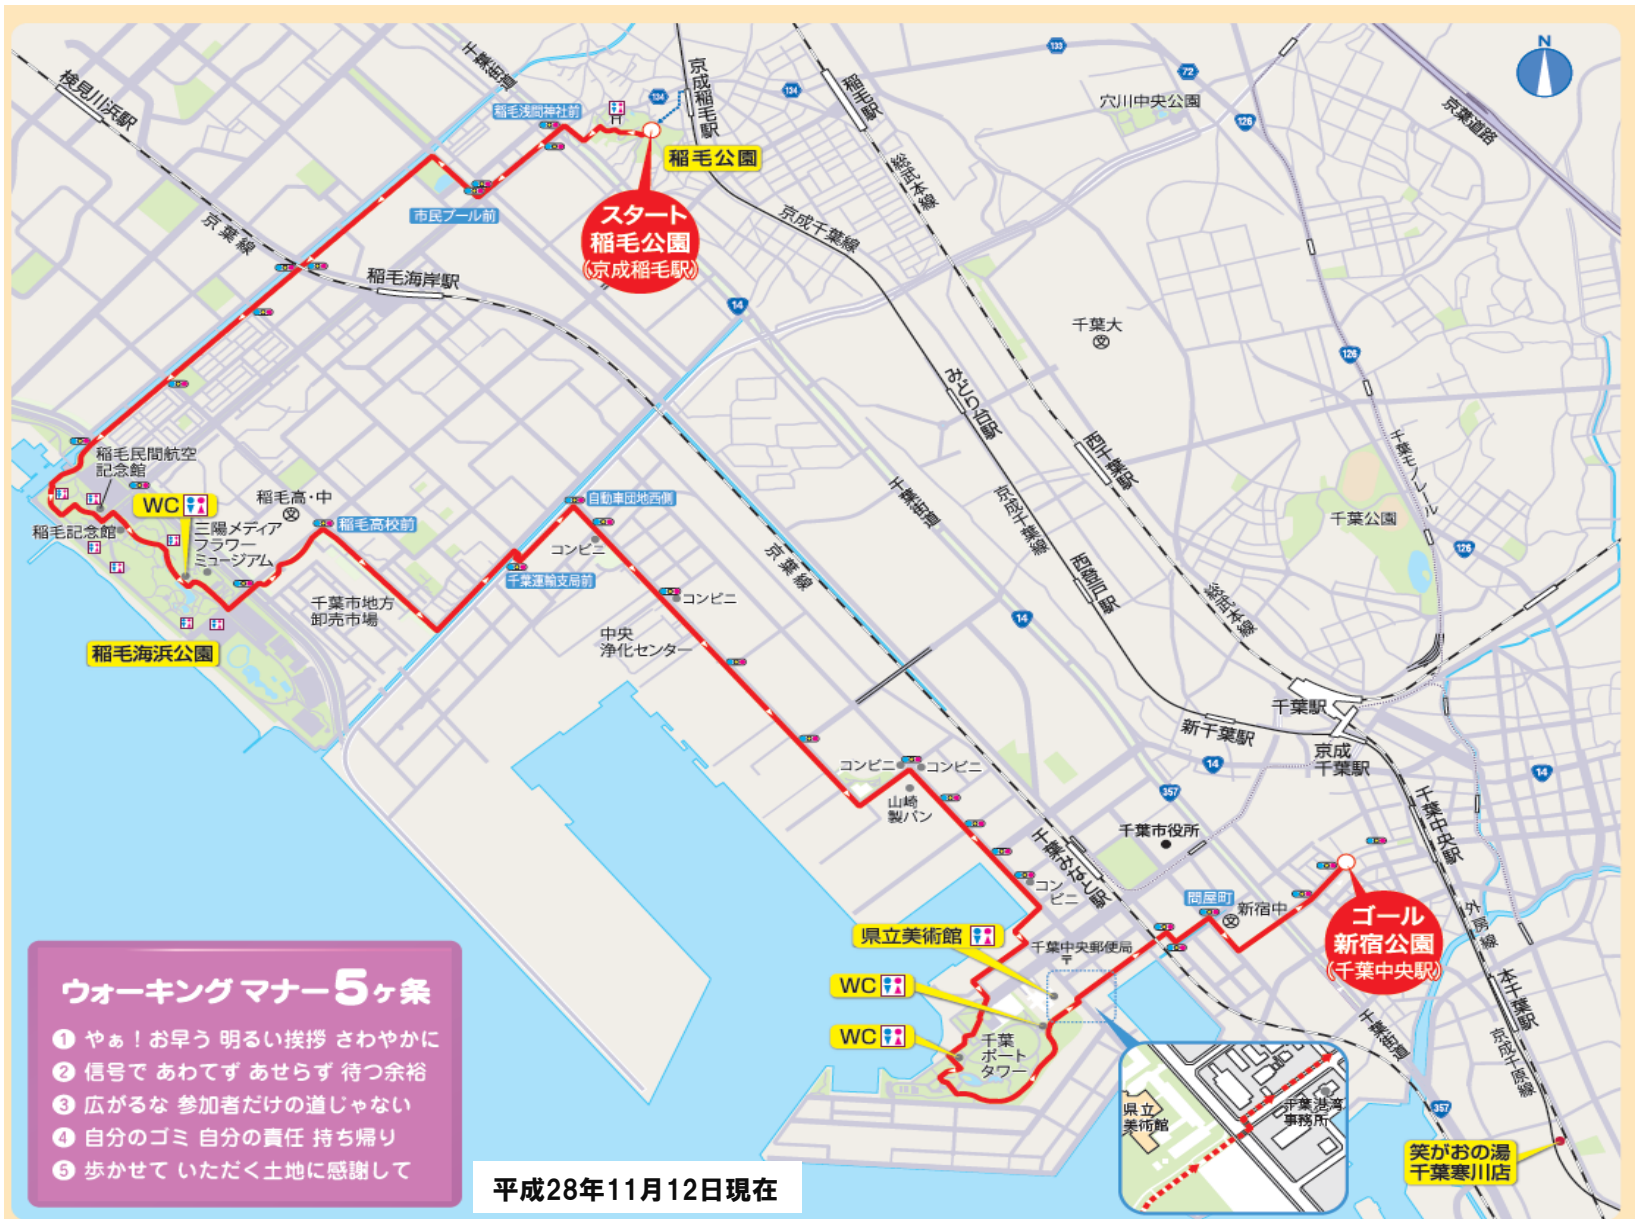 N
千葉街道
京成稲毛駅
稲毛駅
133
72
134
134
穴川中央公園
126
京葉道路
検見川浜駅
稲毛浅間神社前
稲毛公園
総武本線
市民プール前
スタート
稲毛公園
(京成稲毛駅)
京成千葉線
京葉線
稲毛海岸駅
14
千葉大
126
みどり台駅
西千葉駅
千葉モノレール
稲毛民間航空
記念館
WC
稲毛高・中
稲毛高校前
自動車団地西側
コンビニ
千葉街道
京成千葉線
千葉公園
126
稲毛記念館
三陽メディア
フラワー
ミュージアム
千葉運輸支局前
京葉線
西登戸駅
総武本線
コンビニ
千葉市地方
卸売市場
14
中央
浄化センター
稲毛海浜公園
千葉駅
新千葉駅
京成
千葉駅
14
14
コンビニ
コンビニ
357
山崎
製パン
千葉市役所
千葉みなと駅
千葉中央駅
コン
ビニ
問屋町
新宿中
外房線
ゴール
新宿公園
(千葉中央駅)
県立美術館
千葉中央郵便局
〒
WC
WC
千葉
ポート
タワー
千葉街道
本千葉駅
京成千原線
県立
美術館
千葉港湾
事務所
357
笑がおの湯
千葉寒川店
ウォーキング マナー5ヶ条
① やぁ！お早う 明るい挨拶 さわやかに
② 信号で あわてず あせらず 待つ余裕
③ 広がるな 参加者だけの道じゃない
④ 自分のゴミ 自分の責任 持ち帰り
⑤ 歩かせて いただく土地に感謝して
平成28年11月12日現在